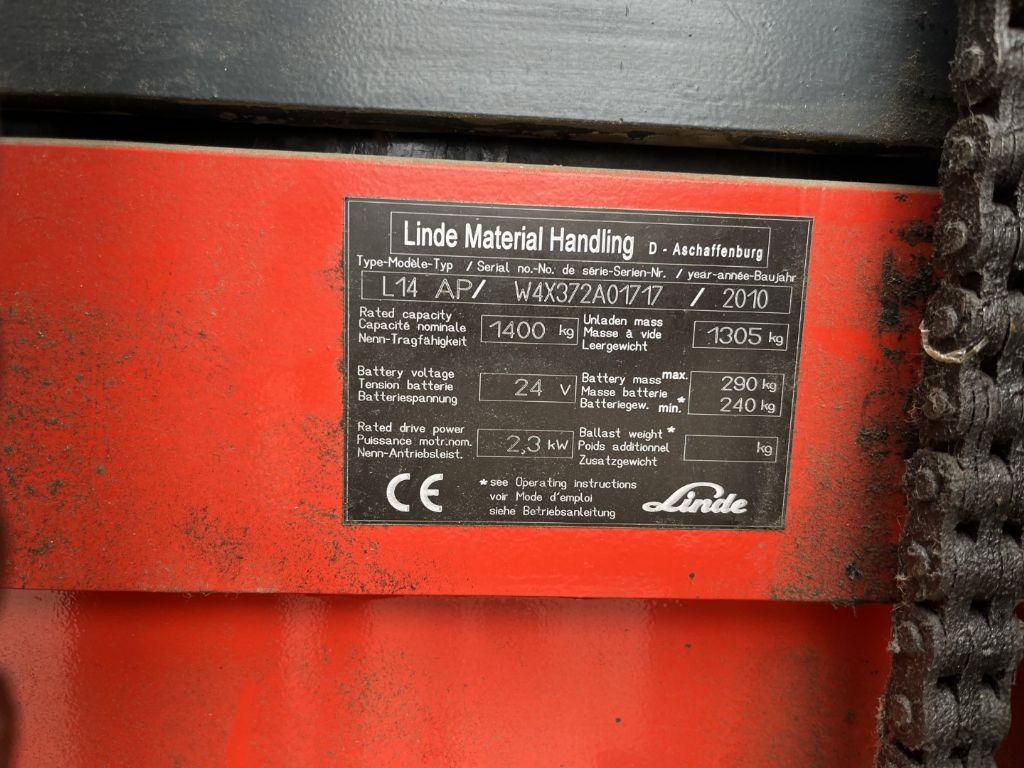 Linde Material Handling D - Aschaffenburg
Type-Modèle-Typ / Serial no.-No. de série-Serien-Nr. / year-année-Baujahr
L14 AP/ W4X372A01717 / 2010
Rated capacity
Capacité nominale
Nenn-Tragfähigkeit
1400 kg
Unladen mass
Masse à vide
Leergewicht
1305 kg
Battery voltage
Tension batterie
Batteriespannung
24 V
Battery mass max.
Masse batterie
Batteriegew. min.*
290 kg
240 kg
Rated drive power
Puissance motr.nom.
Nenn-Antriebsleist.
2,3 kW
Ballast weight *
Poids additionnel
Zusatzgewicht
kg
CE
*see Operating instructions
voir Mode d'emploi
siehe Betriebsanleitung
Linde